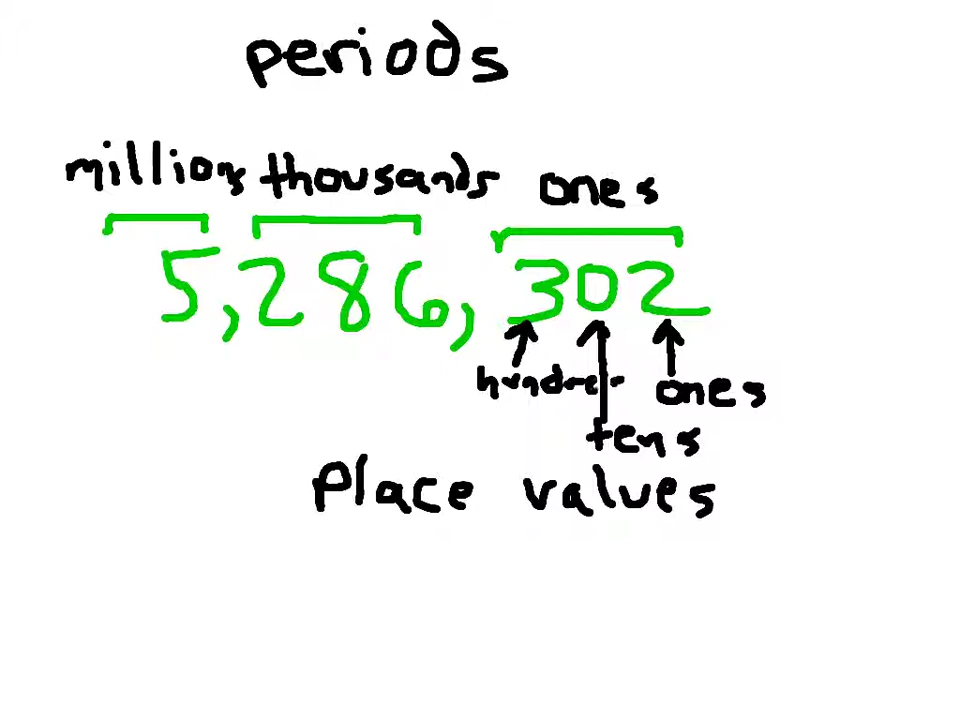 periods
millions thousands ones
5,286,302
hundreds ones
tens
Place values